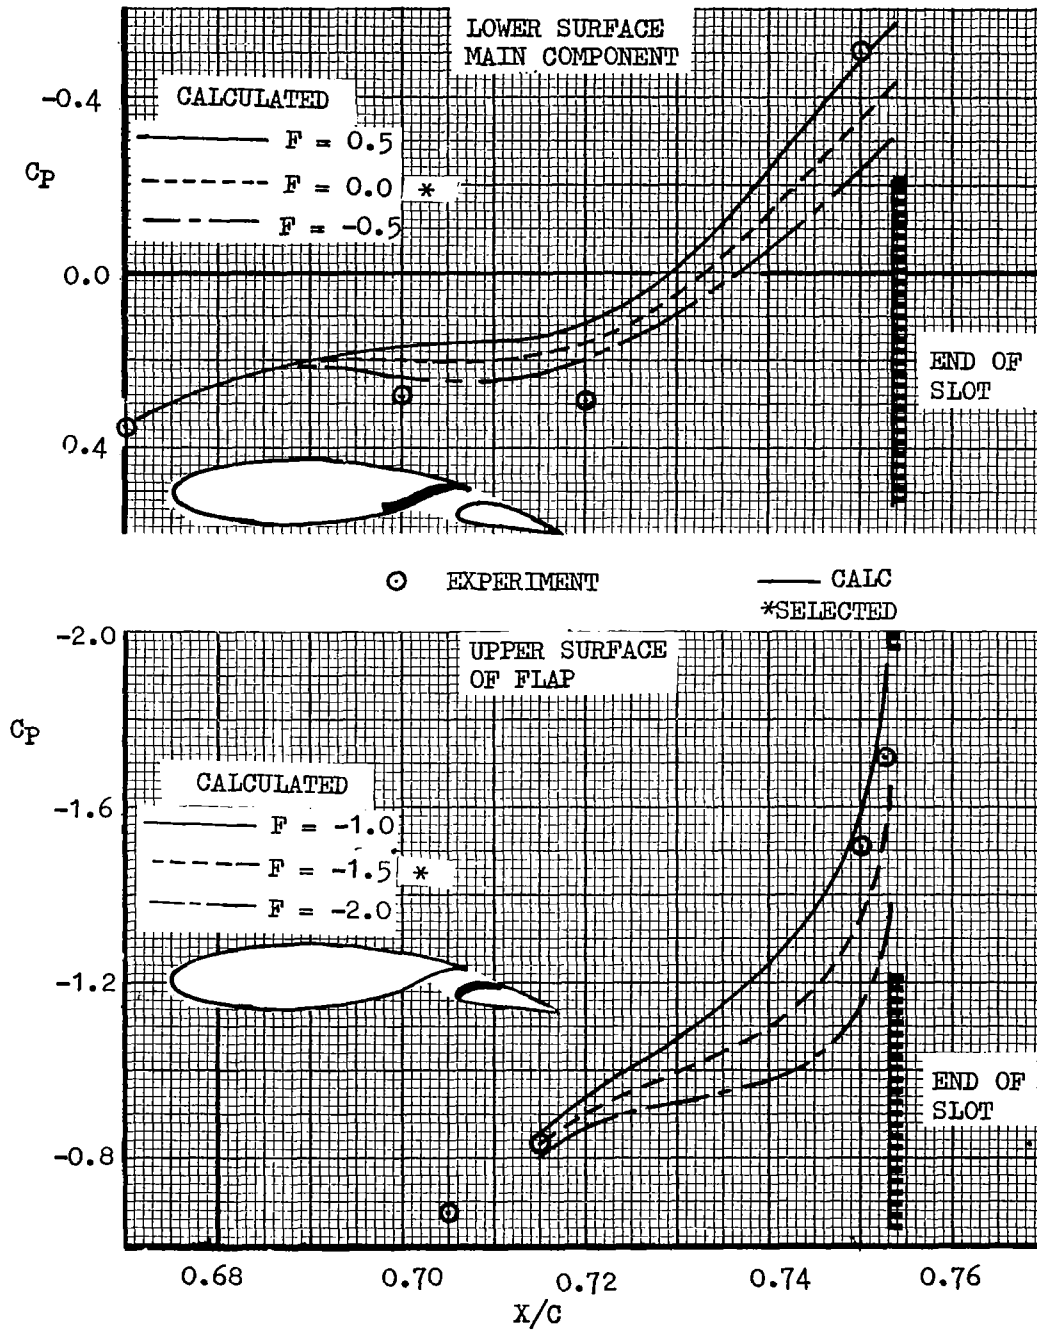 LOWER SURFACE
MAIN COMPONENT
-0.4
CALCULATED
F = 0.5
CP
F = 0.0 *
F = -0.5
0.0
END OF
SLOT
0.4
EXPERIMENT
CALC
*SELECTED
-2.0
UPPER SURFACE
OF FLAP
CP
CALCULATED
-1.6
F = -1.0
F = -1.5 *
F = -2.0
-1.2
END OF
SLOT
-0.8
0.68 0.70 0.72 0.74 0.76
X/C